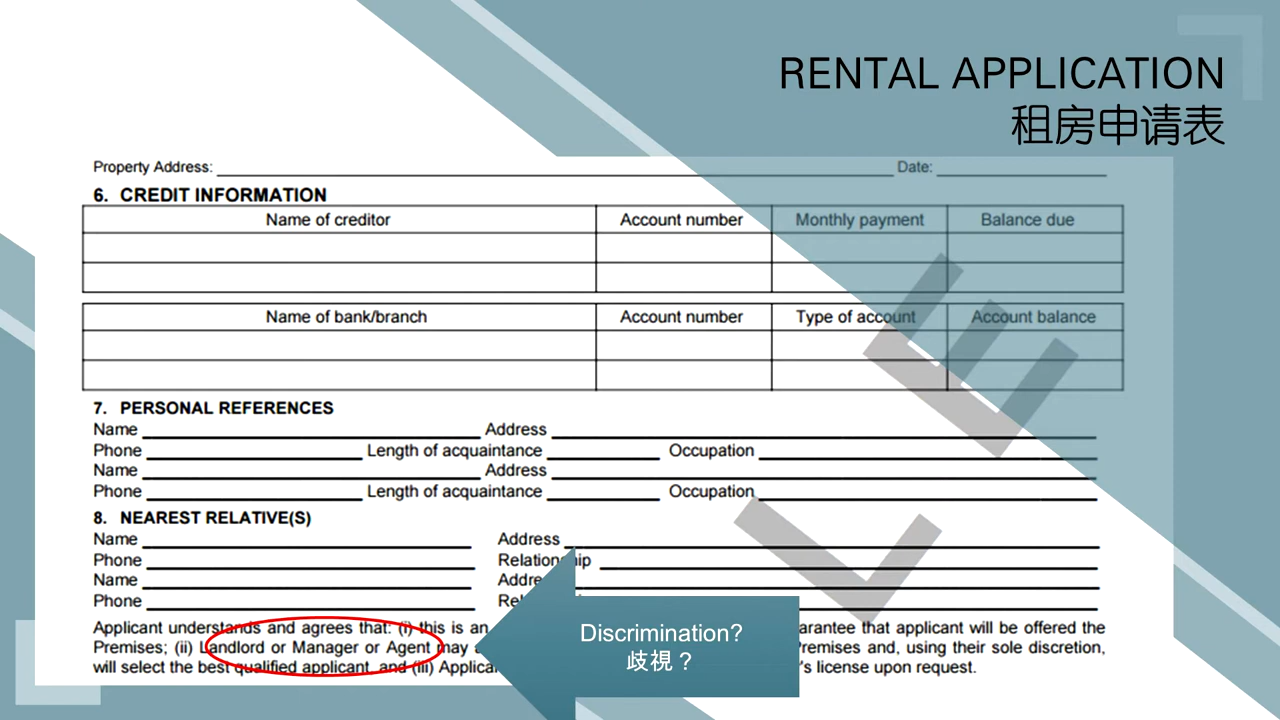 RENTAL APPLICATION
租房申请表
Property Address: Date:
6. CREDIT INFORMATION
Name of creditor Account number Monthly payment Balance due
Name of bank/branch Account number Type of account Account balance
7. PERSONAL REFERENCES
Name Address
Phone Length of acquaintance Occupation
Name Address
Phone Length of acquaintance Occupation
8. NEAREST RELATIVE(S)
Name Address
Phone Relationship
Name
Phone
Applicant understands and agrees that: (i) this is an that applicant will be offered the
Premises; (ii) Landlord or Manager or Agent may and, using their sole discretion,
will select the best qualified applicant, and (iii) license upon request.
Discrimination?
歧視？
LE